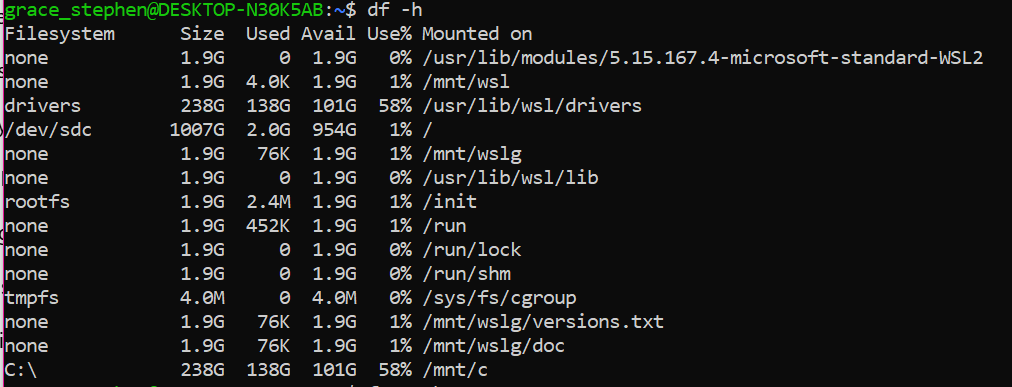 grace_stephen@DESKTOP-N30K5AB:~$ df -h
Filesystem      Size  Used Avail Use% Mounted on
none            1.9G     0  1.9G   0% /usr/lib/modules/5.15.167.4-microsoft-standard-WSL2
none            1.9G  4.0K  1.9G   1% /mnt/wsl
drivers         238G  138G  101G  58% /usr/lib/wsl/drivers
/dev/sdc       1007G  2.0G  954G   1% /
none            1.9G   76K  1.9G   1% /mnt/wslg
none            1.9G     0  1.9G   0% /usr/lib/wsl/lib
rootfs          1.9G  2.4M  1.9G   1% /init
none            1.9G  452K  1.9G   1% /run
none            1.9G     0  1.9G   0% /run/lock
none            1.9G     0  1.9G   0% /run/shm
tmpfs           4.0M     0  4.0M   0% /sys/fs/cgroup
none            1.9G   76K  1.9G   1% /mnt/wslg/versions.txt
none            1.9G   76K  1.9G   1% /mnt/wslg/doc
C:\             238G  138G  101G  58% /mnt/c